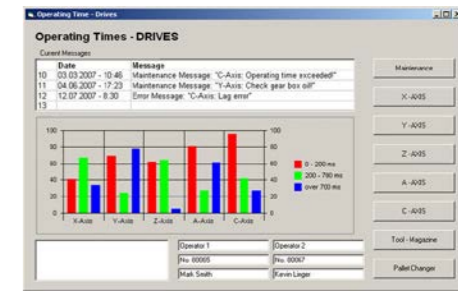 Operating Time - Drives
Operating Times - DRIVES
Current Messages
Date Message
10 03.03.2007 - 10:46 Maintenance Message: "C-Axis: Operating time exceeded!"
11 04.06.2007 - 17:23 Maintenance Message: "Y-Axis: Check gear box oil!"
12 12.07.2007 - 8:30 Error Message: "C-Axis: Lag error"
13
Maintenance
X-AXIS
Y-AXIS
Z-AXIS
A-AXIS
C-AXIS
Tool - Magazine
Pallet Changer
100 100
80 80
60 60
40 40
20 20
0 0
X-Axis Y-Axis Z-Axis A-Axis C-Axis
0 - 200 ms
200 - 700 ms
over 700 ms
Operator 1 Operator 2
No.
No.
Mark Smith Kevin Linger